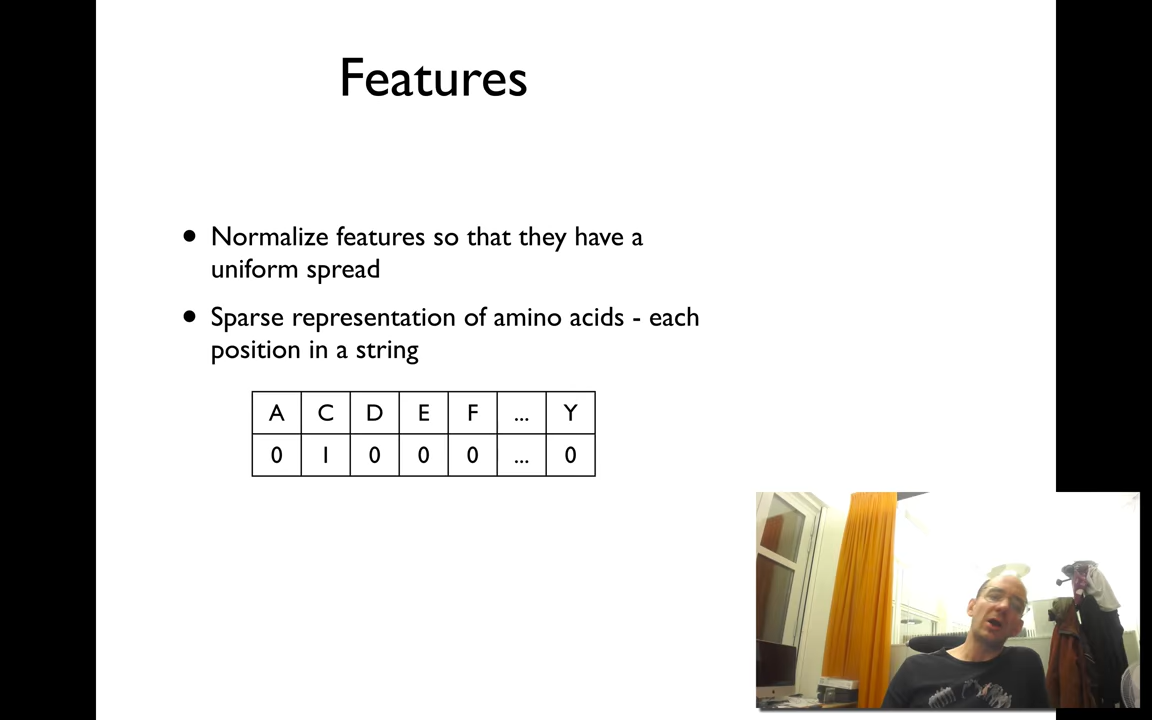 Features
• Normalize features so that they have a
uniform spread
• Sparse representation of amino acids - each
position in a string
A C D E F ... Y
0 1 0 0 0 ... 0